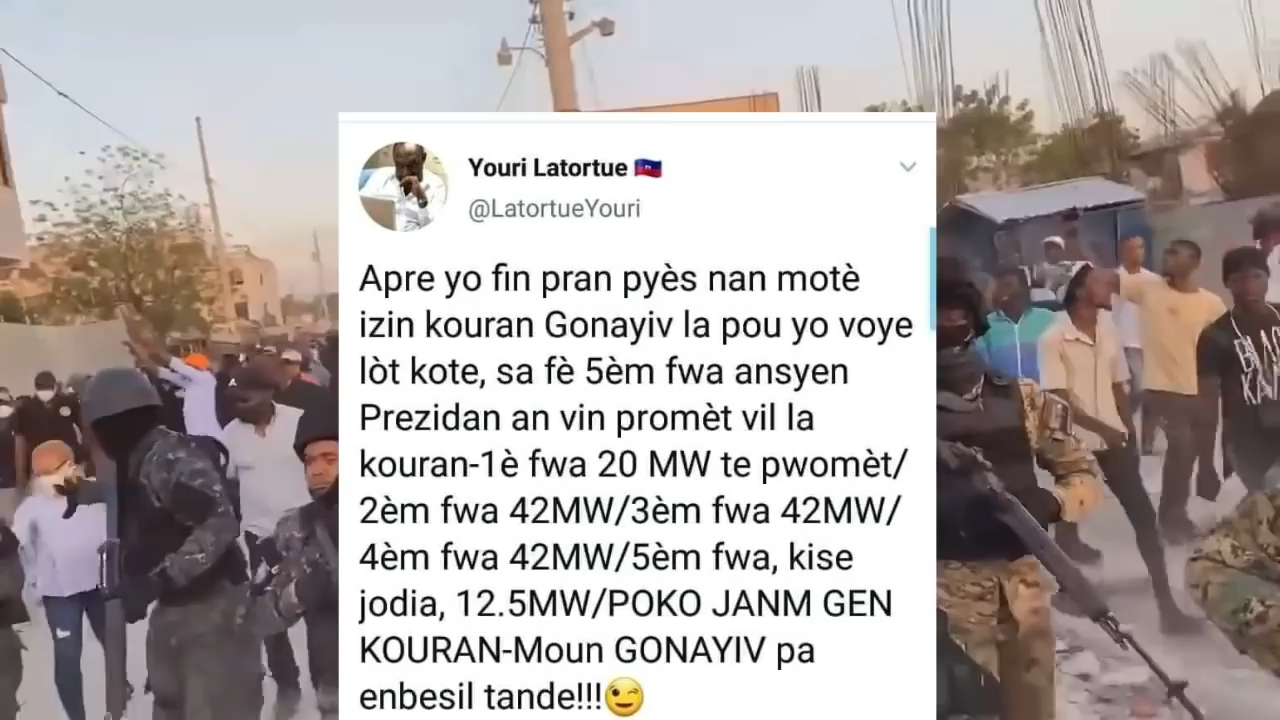 Youri Latortue 🇭🇹
@LatortueYouri
Apre yo fin pran pyès nan motè
izin kouran Gonayiv la pou yo voye
lòt kote, sa fè 5èm fwa ansyen
Prezidan an vin promèt vil la
kouran-1è fwa 20 MW te pwomèt/
2èm fwa 42MW/3èm fwa 42MW/
4èm fwa 42MW/5èm fwa, kise
jodia, 12.5MW/POKO JANM GEN
KOURAN-Moun GONAYIV pa
enbesil tande!!!😉